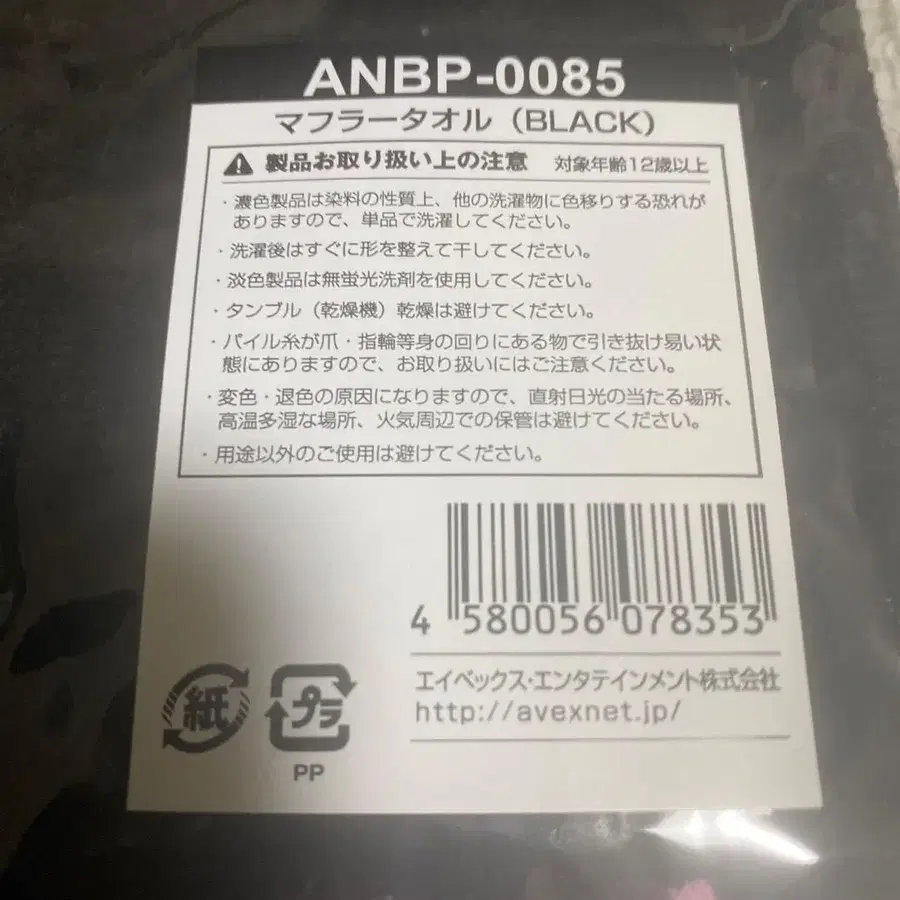 ANBP-0085
マフラータオル（BLACK）
製品お取り扱い上の注意 対象年齢12歳以上
・濃色製品は染料の性質上、他の洗濯物に色移りする恐れが
ありますので、単品で洗濯してください。
・洗濯後はすぐに形を整えて干してください。
・淡色製品は無蛍光洗剤を使用してください。
・タンブル（乾燥機）乾燥は避けてください。
・パイル糸が爪・指輪等身の回りにある物で引き抜け易い状
態にありますので、お取り扱いにはご注意ください。
・変色・退色の原因になりますので、直射日光の当たる場所、
高温多湿な場所、火気周辺での保管は避けてください。
・用途以外のご使用は避けてください。
4 580056 078353
エイベックス・エンタテインメント株式会社
http://avexnet.jp/
紙 プラ
PP